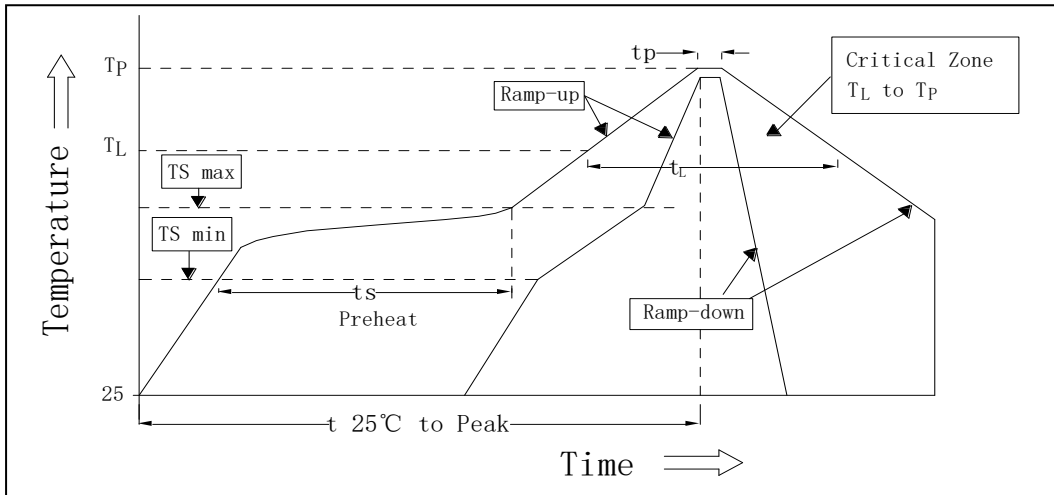 tp
Critical Zone
TL to TP
TP
Ramp-up
TL
TS max
tL
TS min
ts
Preheat
Ramp-down
25
t 25℃ to Peak
Temperature
Time